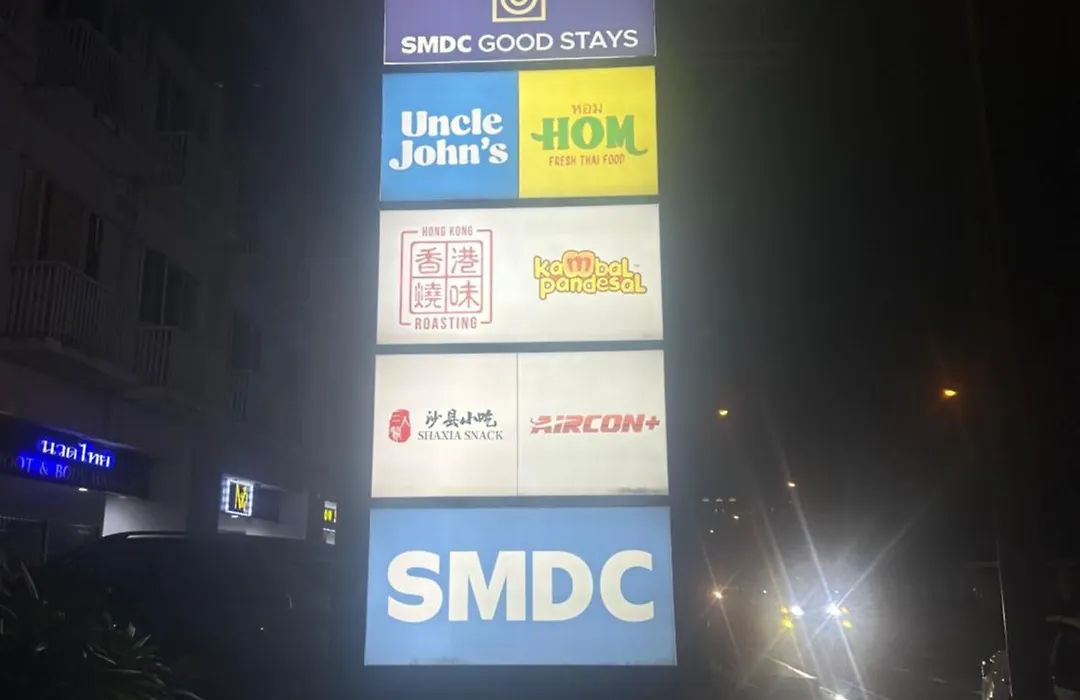 SMDC GOOD STAYS
Uncle
John's
หอม
HOM
FRESH THAI FOOD
HONG KONG
香港
燒味
ROASTING
kambal
pandesal
沙县小吃
SHAXIA SNACK
AIRCON+
SMDC
นวดไทย